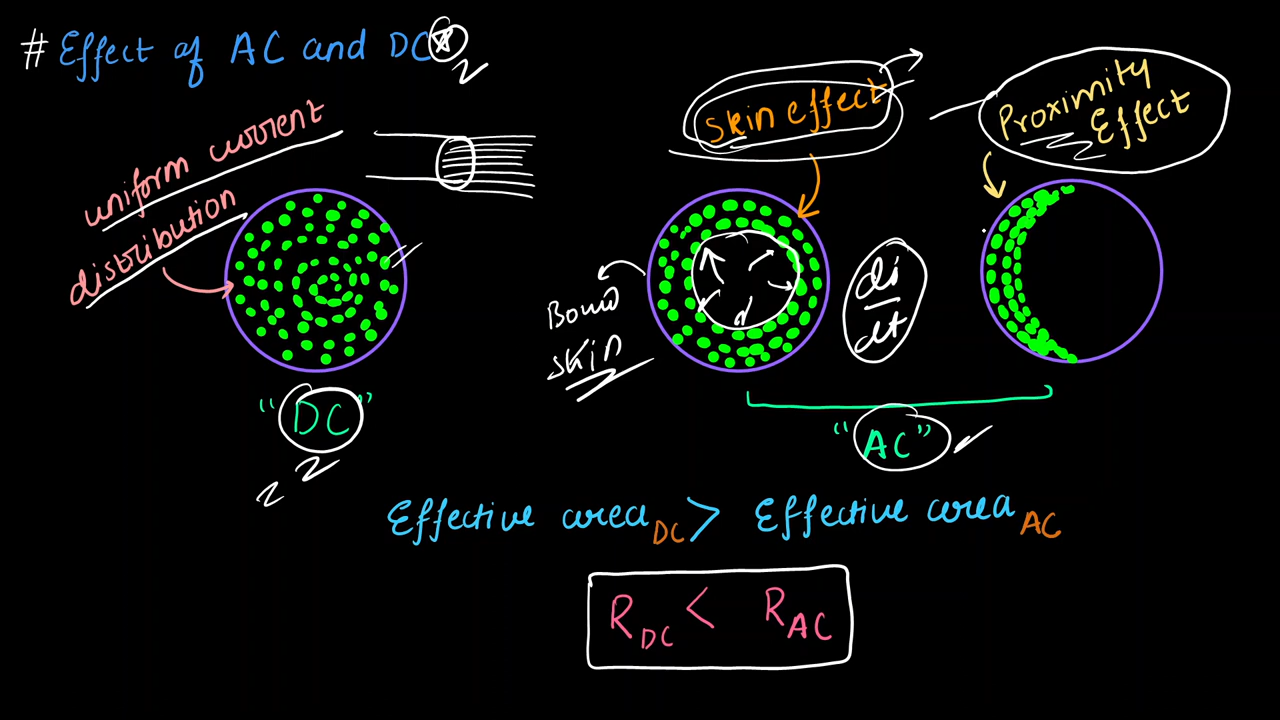 # Effect of AC and DC
uniform current
distribution
skin effect
Proximity
Effect
skin
di
dt
"DC"
"AC"
Effective area DC > Effective area AC
R DC < R AC